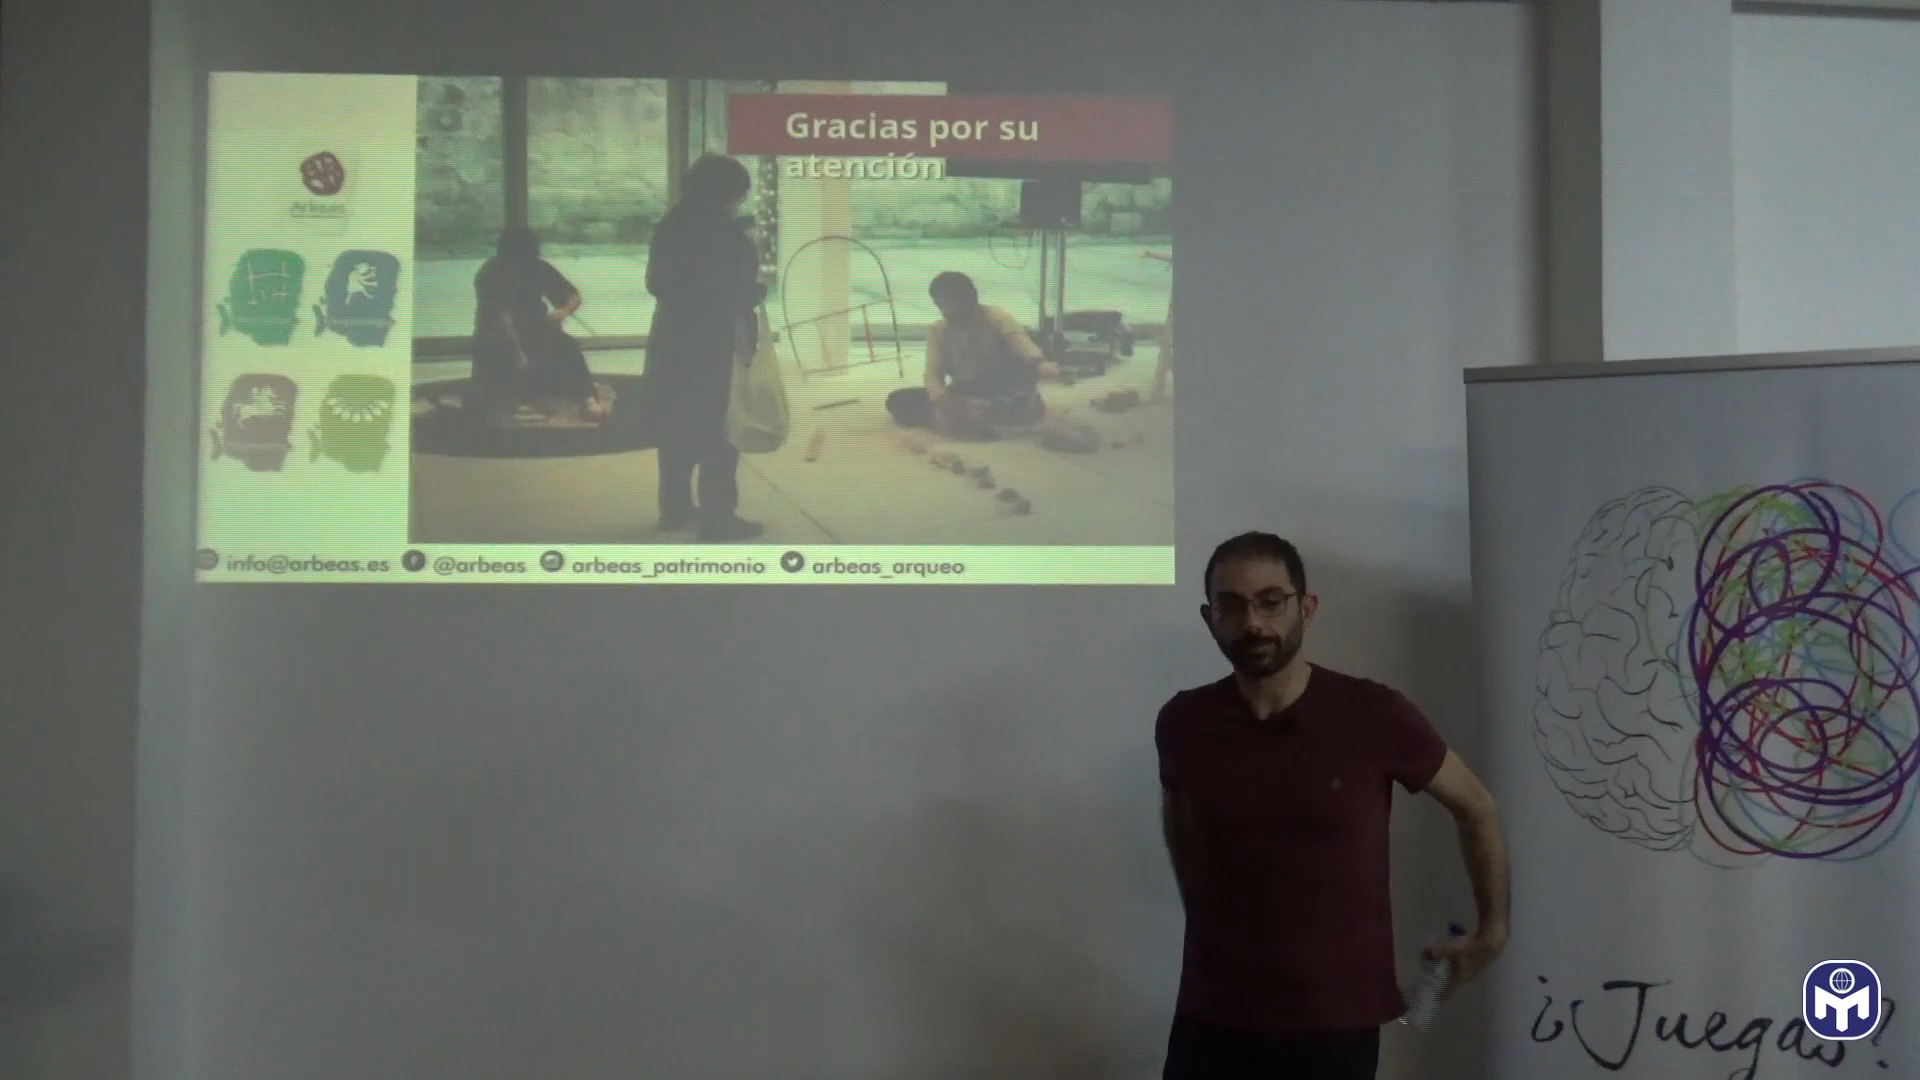 Gracias por su
atención
Arbeas
info@arbeas.es @arbeas arbeas_patrimonio arbeas_arqueo
¿¡Juegas?